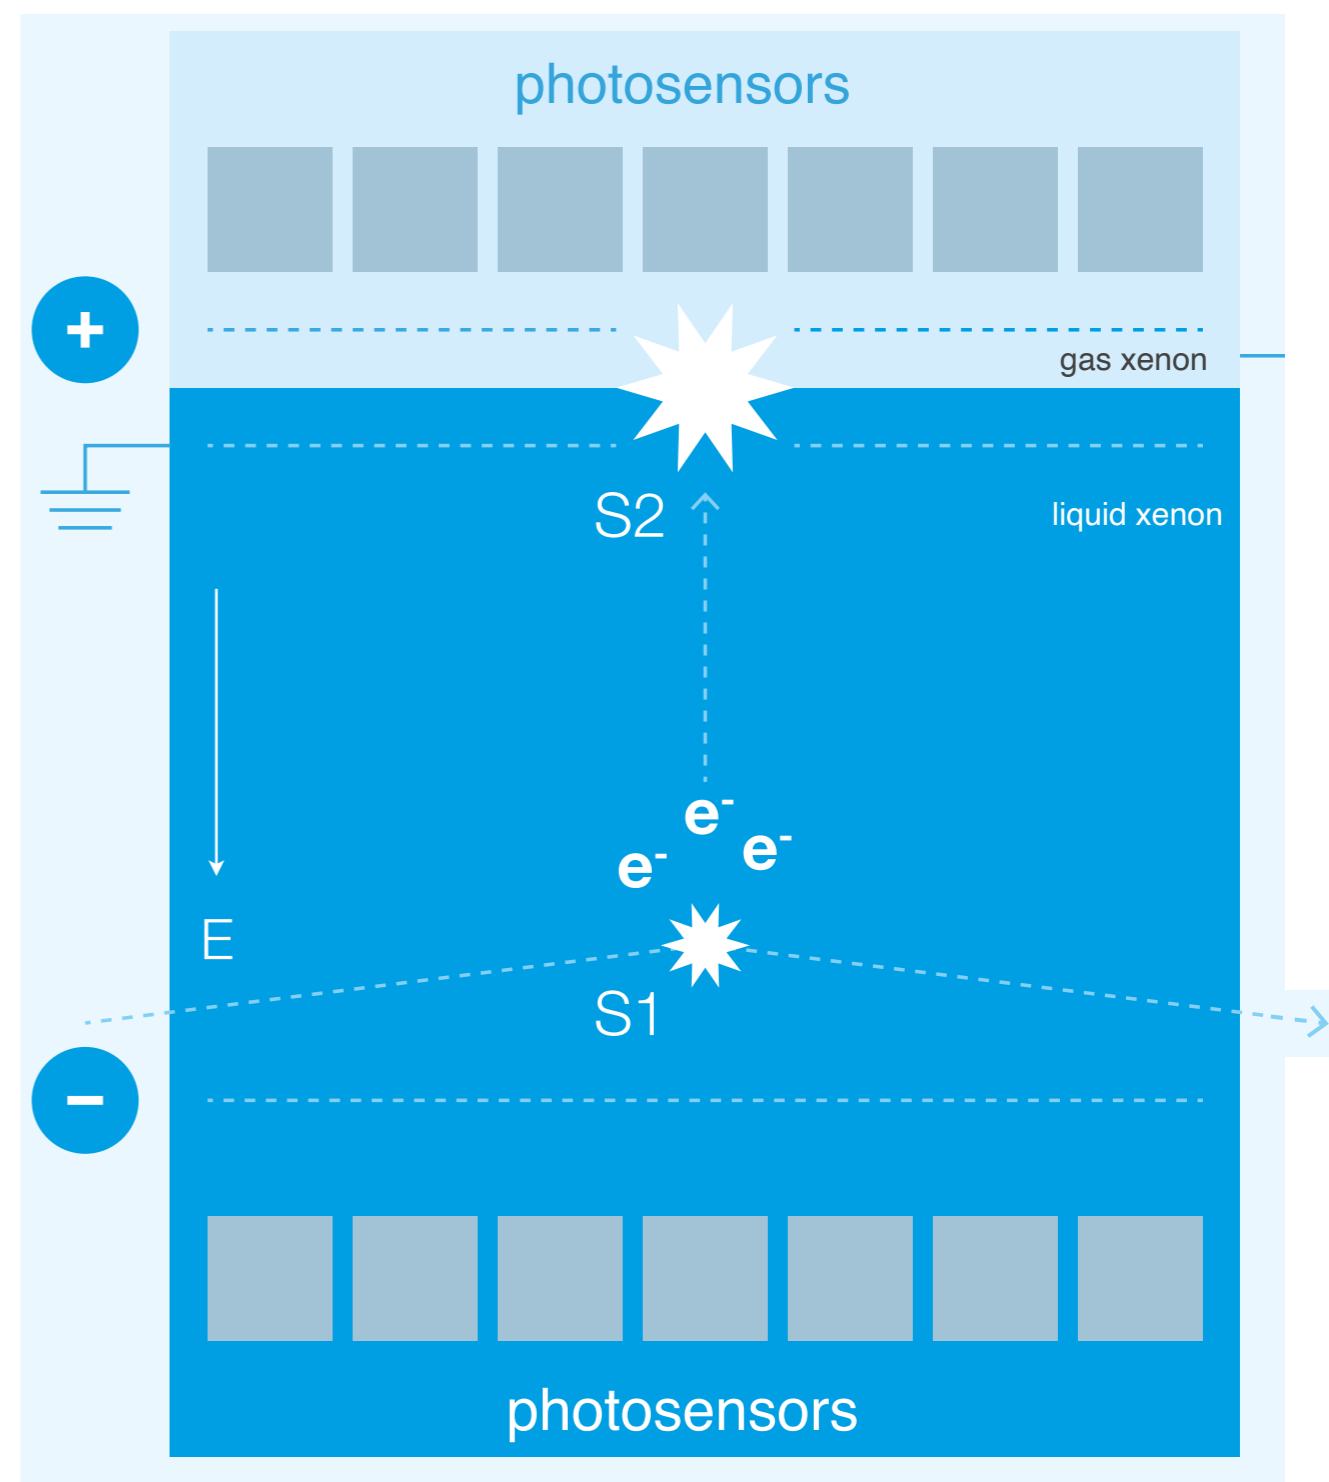 photosensors
+
gas xenon
S2
liquid xenon
e-
e-
e-
E
S1
−
photosensors